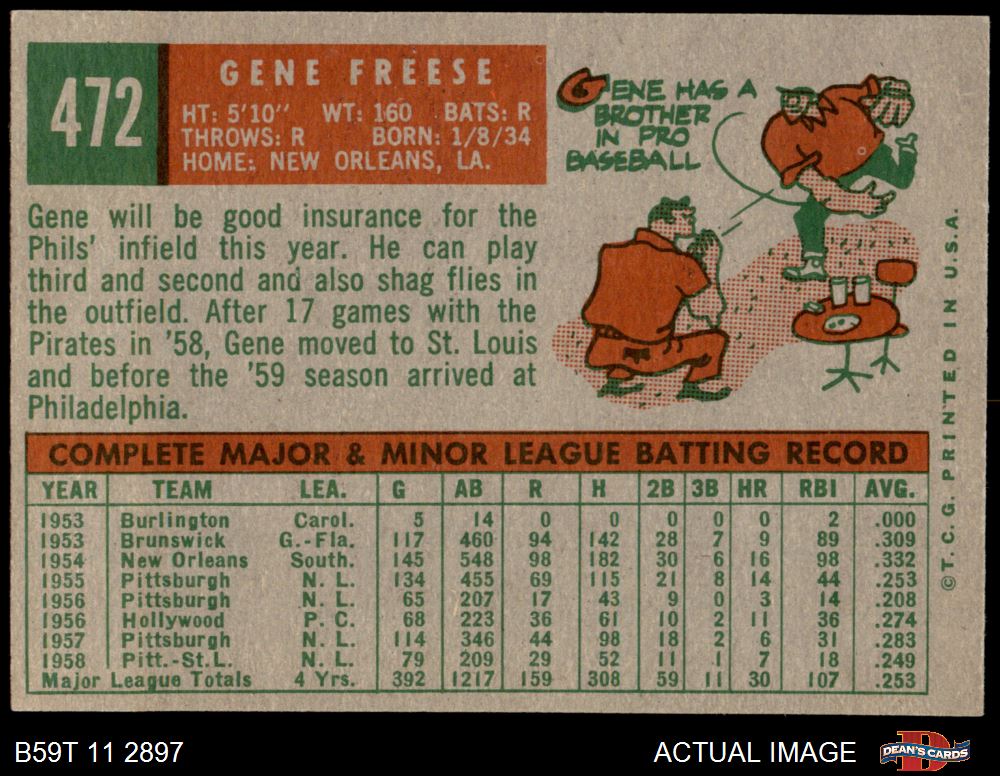 472
GENE FREESE
HT: 5'10" WT: 160 BATS: R
THROWS: R BORN: 1/8/34
HOME: NEW ORLEANS, LA.
GENE HAS A
BROTHER
IN PRO
BASEBALL
Gene will be good insurance for the
Phils' infield this year. He can play
third and second and also shag flies in
the outfield. After 17 games with the
Pirates in '58, Gene moved to St. Louis
and before the '59 season arrived at
Philadelphia.
©T. C. G. PRINTED IN U.S.A.
COMPLETE MAJOR & MINOR LEAGUE BATTING RECORD
YEAR TEAM LEA. G AB R H 2B 3B HR RBI AVG.
1953 Burlington Carol. 5 14 0 0 0 0 0 2 .000
1953 Brunswick G.-Fla. 117 460 94 142 28 7 9 89 .309
1954 New Orleans South. 145 548 98 182 30 6 16 98 .332
1955 Pittsburgh N. L. 134 455 69 115 21 8 14 44 .253
1956 Pittsburgh N. L. 65 207 17 43 9 0 3 14 .208
1956 Hollywood P. C. 68 223 36 61 10 2 11 36 .274
1957 Pittsburgh N. L. 114 346 44 98 18 2 6 31 .283
1958 Pitt.-St.L. N. L. 79 209 29 52 11 1 7 18 .249
Major League Totals 4 Yrs. 392 1217 159 308 59 11 30 107 .253
B59T 11 2897
ACTUAL IMAGE
D
DEAN'S CARDS